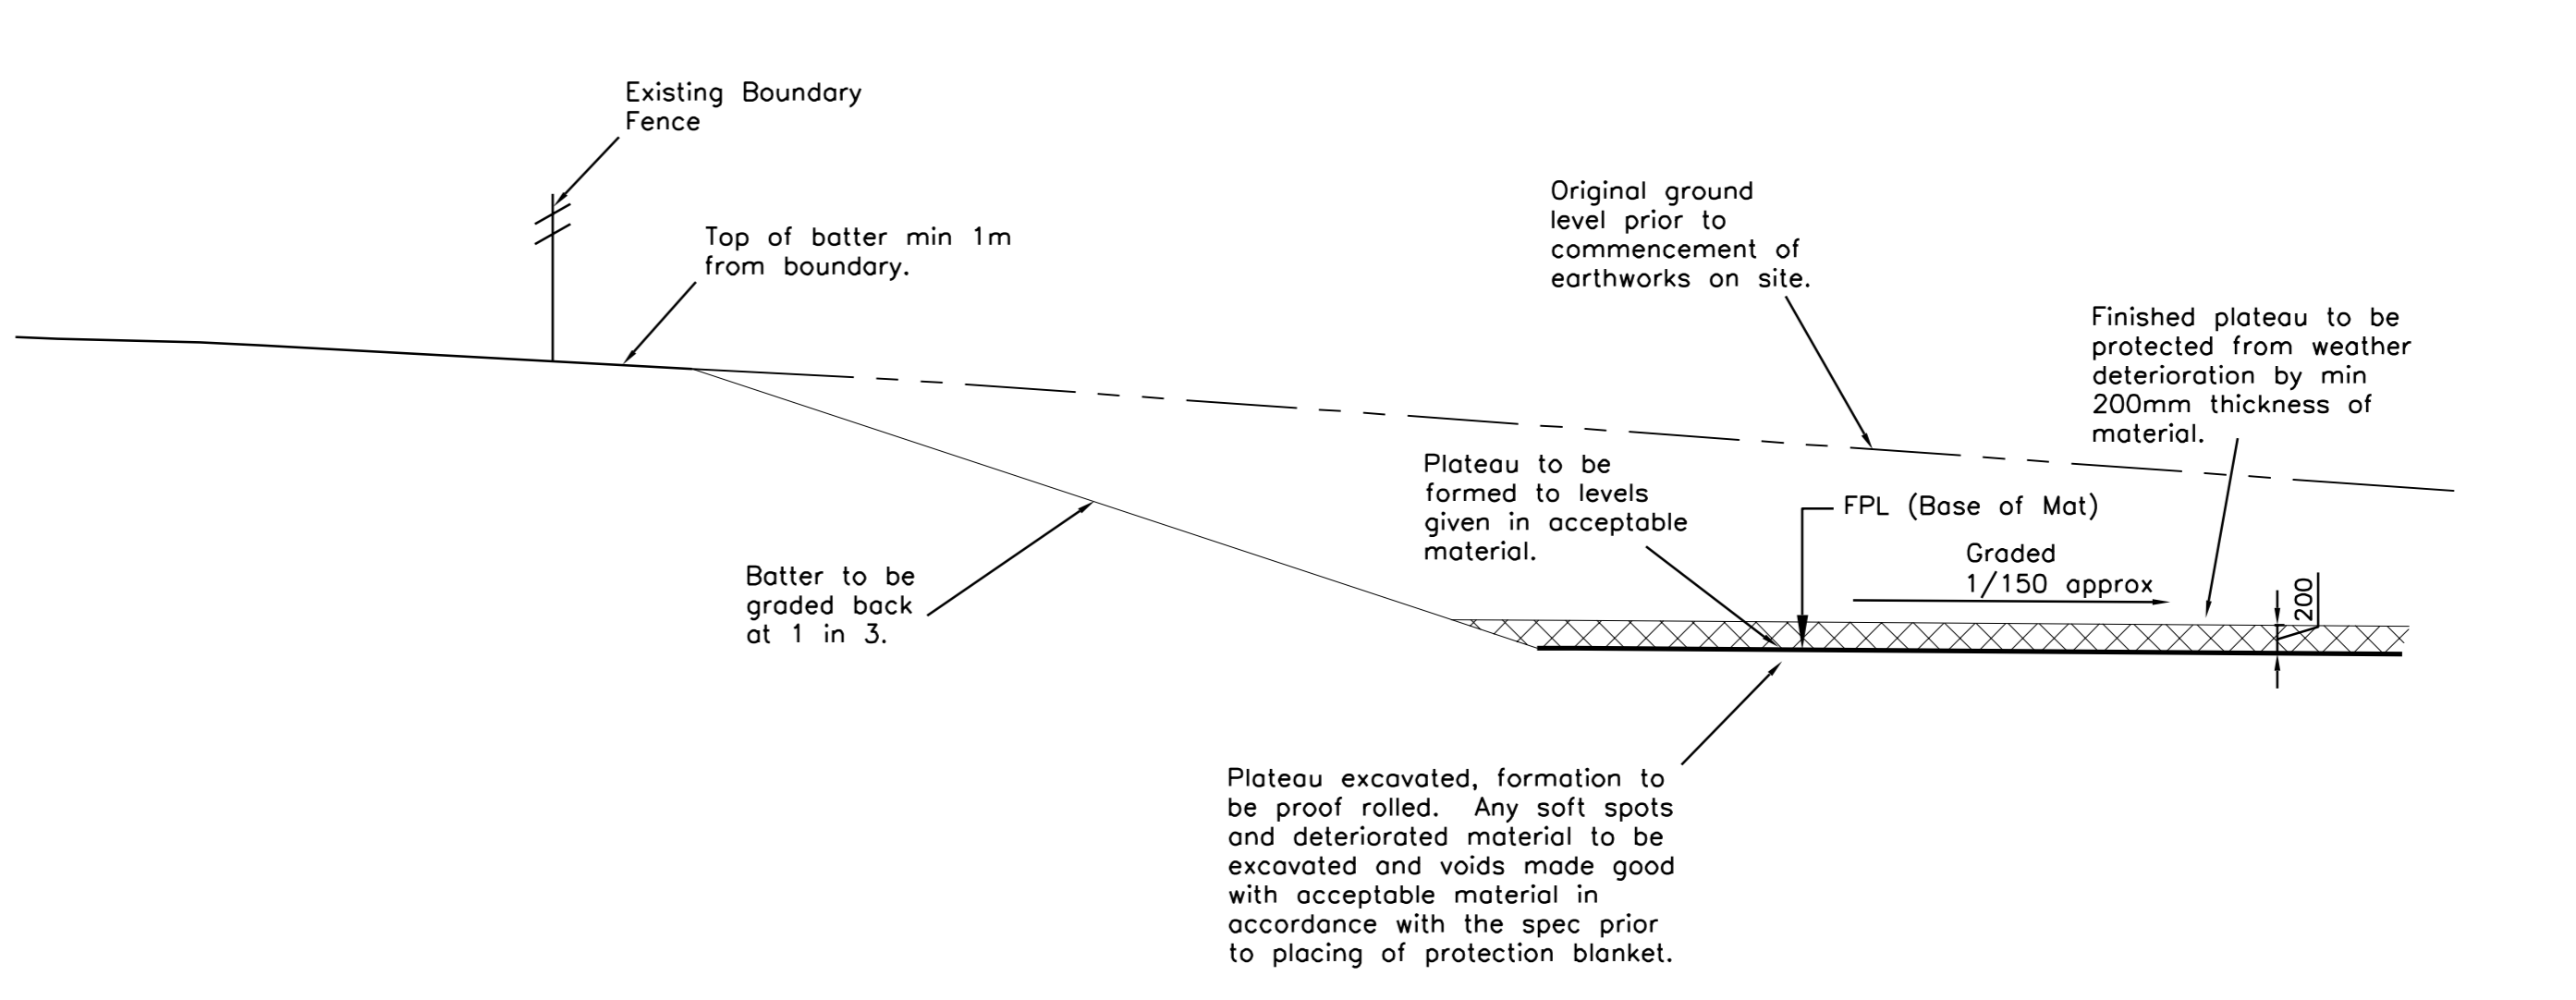 Existing Boundary
Fence
Top of batter min 1m
from boundary.
Original ground
level prior to
commencement of
earthworks on site.
Finished plateau to be
protected from weather
deterioration by min
200mm thickness of
material.
Plateau to be
formed to levels
given in acceptable
material.
FPL (Base of Mat)
Graded
1/150 approx
200
Batter to be
graded back
at 1 in 3.
Plateau excavated, formation to
be proof rolled. Any soft spots
and deteriorated material to be
excavated and voids made good
with acceptable material in
accordance with the spec prior
to placing of protection blanket.